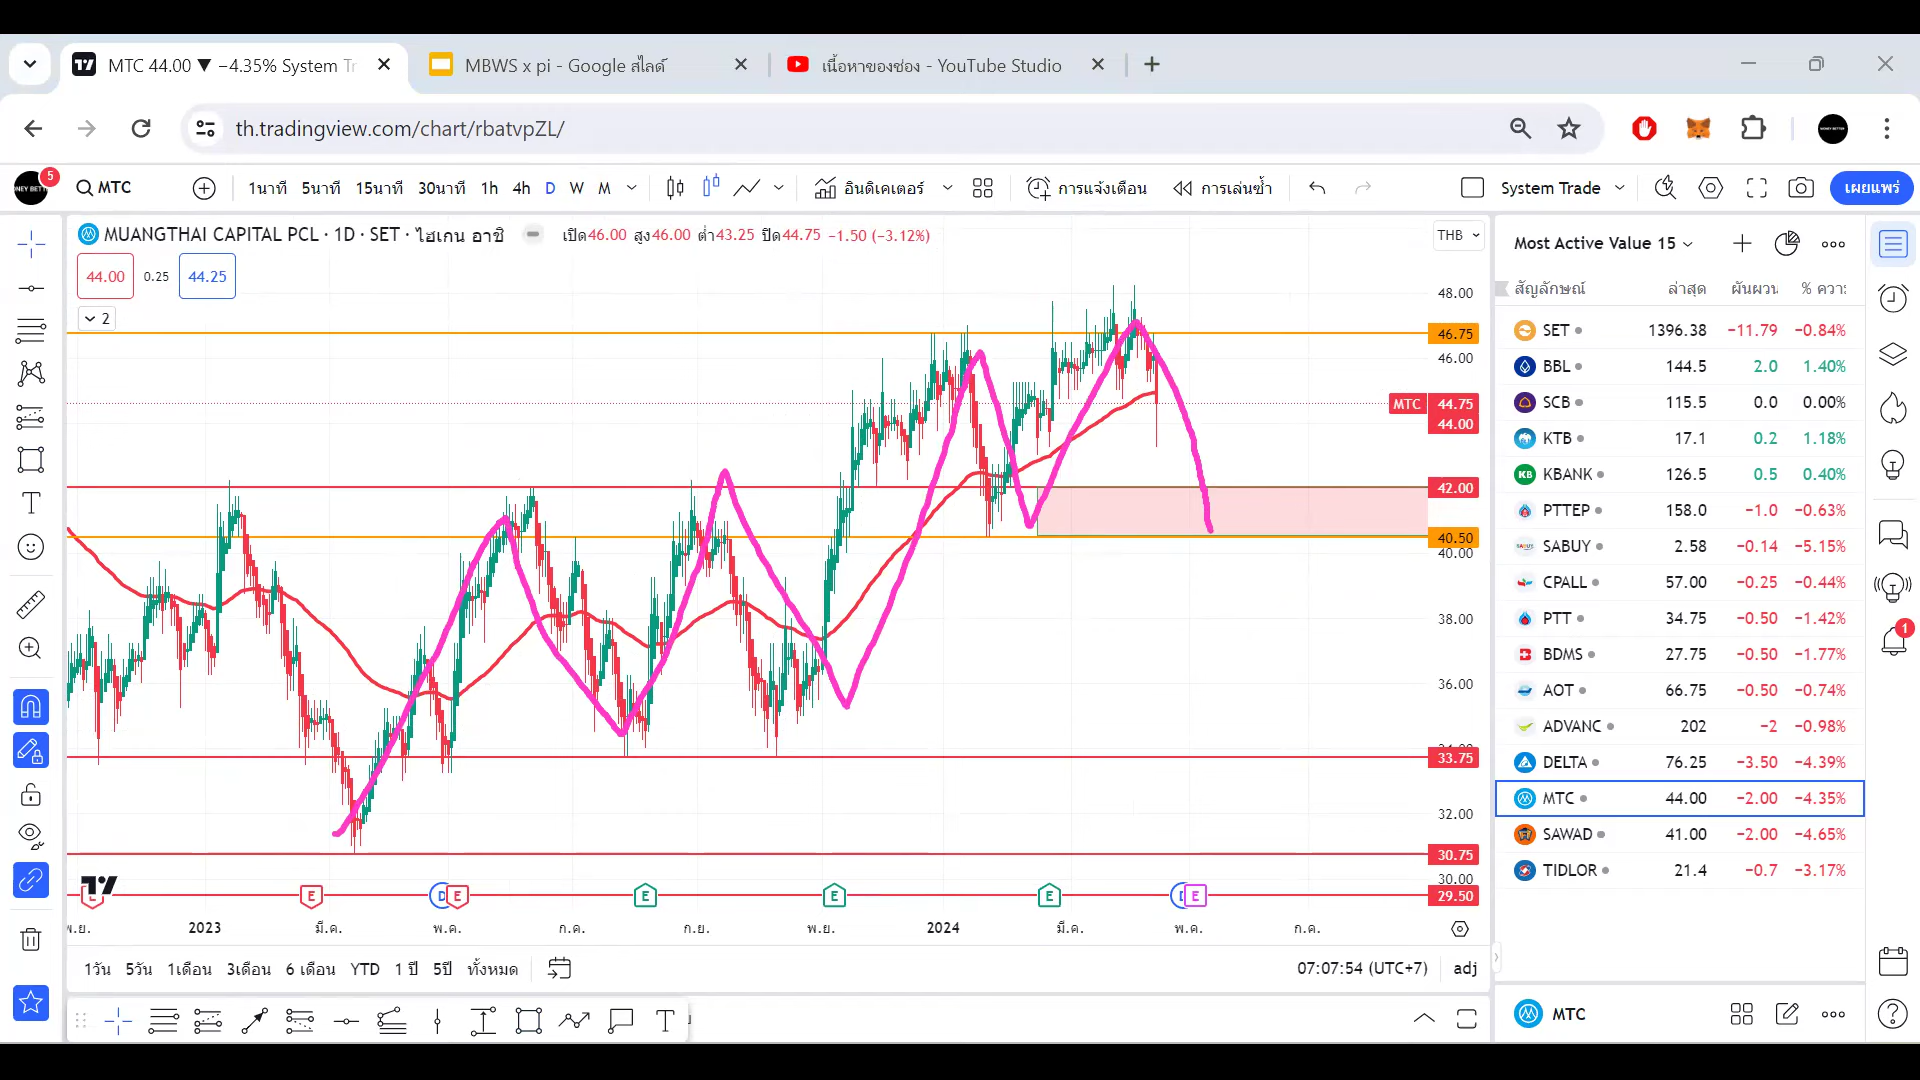 MTC 44.00 ▼ −4.35% System Tr
MBWS x pi - Google สไลด์
เนื้อหาของช่อง - YouTube Studio
th.tradingview.com/chart/rbatvpZL/
5
MTC
1นาที 5นาที 15นาที 30นาที 1h 4h D W M
อินดิเคเตอร์
การแจ้งเตือน
การเล่นซ้ำ
System Trade
เผยแพร่
MUANGTHAI CAPITAL PCL · 1D · SET · ไฮเกน อาชิ
เปิด46.00 สูง46.00 ต่ำ43.25 ปิด44.75 −1.50 (−3.12%)
THB
44.00 0.25 44.25
2
48.00
46.75
46.00
MTC 44.75
44.00
42.00
40.50
40.00
38.00
36.00
33.75
32.00
30.75
30.00
29.50
E D E E E E E
2023 มี.ค. พ.ค. ก.ค. ก.ย. พ.ย. 2024 มี.ค. พ.ค. ก.ค.
1วัน 5วัน 1เดือน 3เดือน 6 เดือน YTD 1 ปี 5ปี ทั้งหมด
07:07:54 (UTC+7) adj
Most Active Value 15
สัญลักษณ์ ล่าสุด
SET 1396.38 −11.79 −0.84%
BBL 144.5 2.0 1.40%
SCB 115.5 0.0 0.00%
KTB 17.1 0.2 1.18%
KBANK 126.5 0.5 0.40%
PTTEP 158.0 −1.0 −0.63%
SABUY 2.58 −0.14 −5.15%
CPALL 57.00 −0.25 −0.44%
PTT 34.75 −0.50 −1.42%
BDMS 27.75 −0.50 −1.77%
AOT 66.75 −0.50 −0.74%
ADVANC 202 −2 −0.98%
DELTA 76.25 −3.50 −4.39%
MTC 44.00 −2.00 −4.35%
SAWAD 41.00 −2.00 −4.65%
TIDLOR 21.4 −0.7 −3.17%
MTC
1